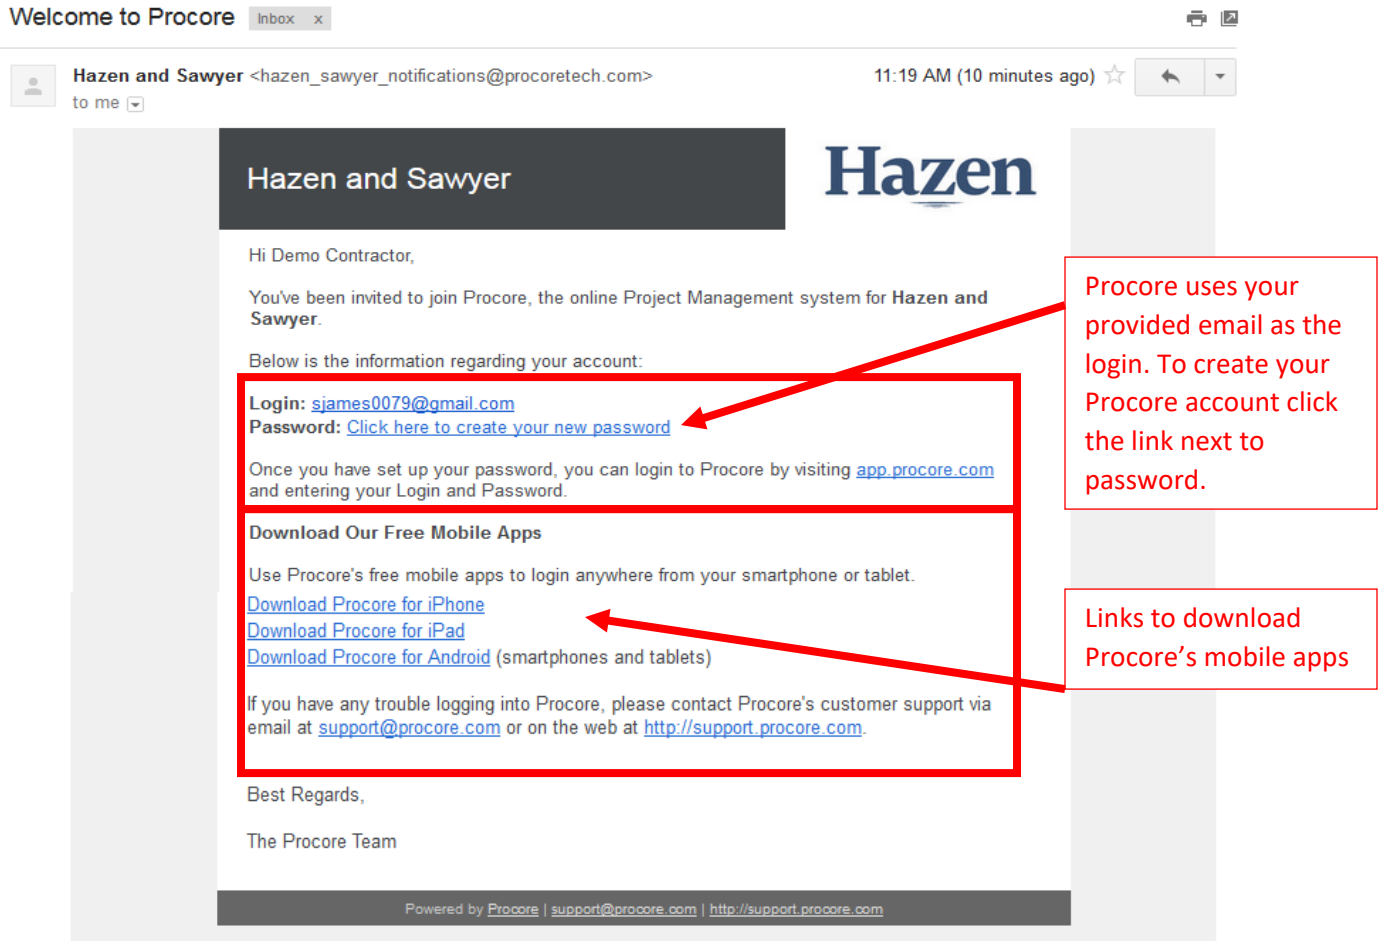 Welcome to Procore Inbox x
Hazen and Sawyer <hazen_sawyer_notifications@procoretech.com> 11:19 AM (10 minutes ago)
to me
Hazen and Sawyer
Hazen
Hi Demo Contractor,
You've been invited to join Procore, the online Project Management system for Hazen and
Sawyer.
Below is the information regarding your account:
Login: sjames0079@gmail.com
Password: Click here to create your new password
Once you have set up your password, you can login to Procore by visiting app.procore.com
and entering your Login and Password.
Procore uses your
provided email as the
login. To create your
Procore account click
the link next to
password.
Download Our Free Mobile Apps
Use Procore's free mobile apps to login anywhere from your smartphone or tablet.
Download Procore for iPhone
Download Procore for iPad
Download Procore for Android (smartphones and tablets)
Links to download
Procore’s mobile apps
If you have any trouble logging into Procore, please contact Procore's customer support via
email at support@procore.com or on the web at http://support.procore.com.
Best Regards,
The Procore Team
Powered by Procore | support@procore.com | http://support.procore.com